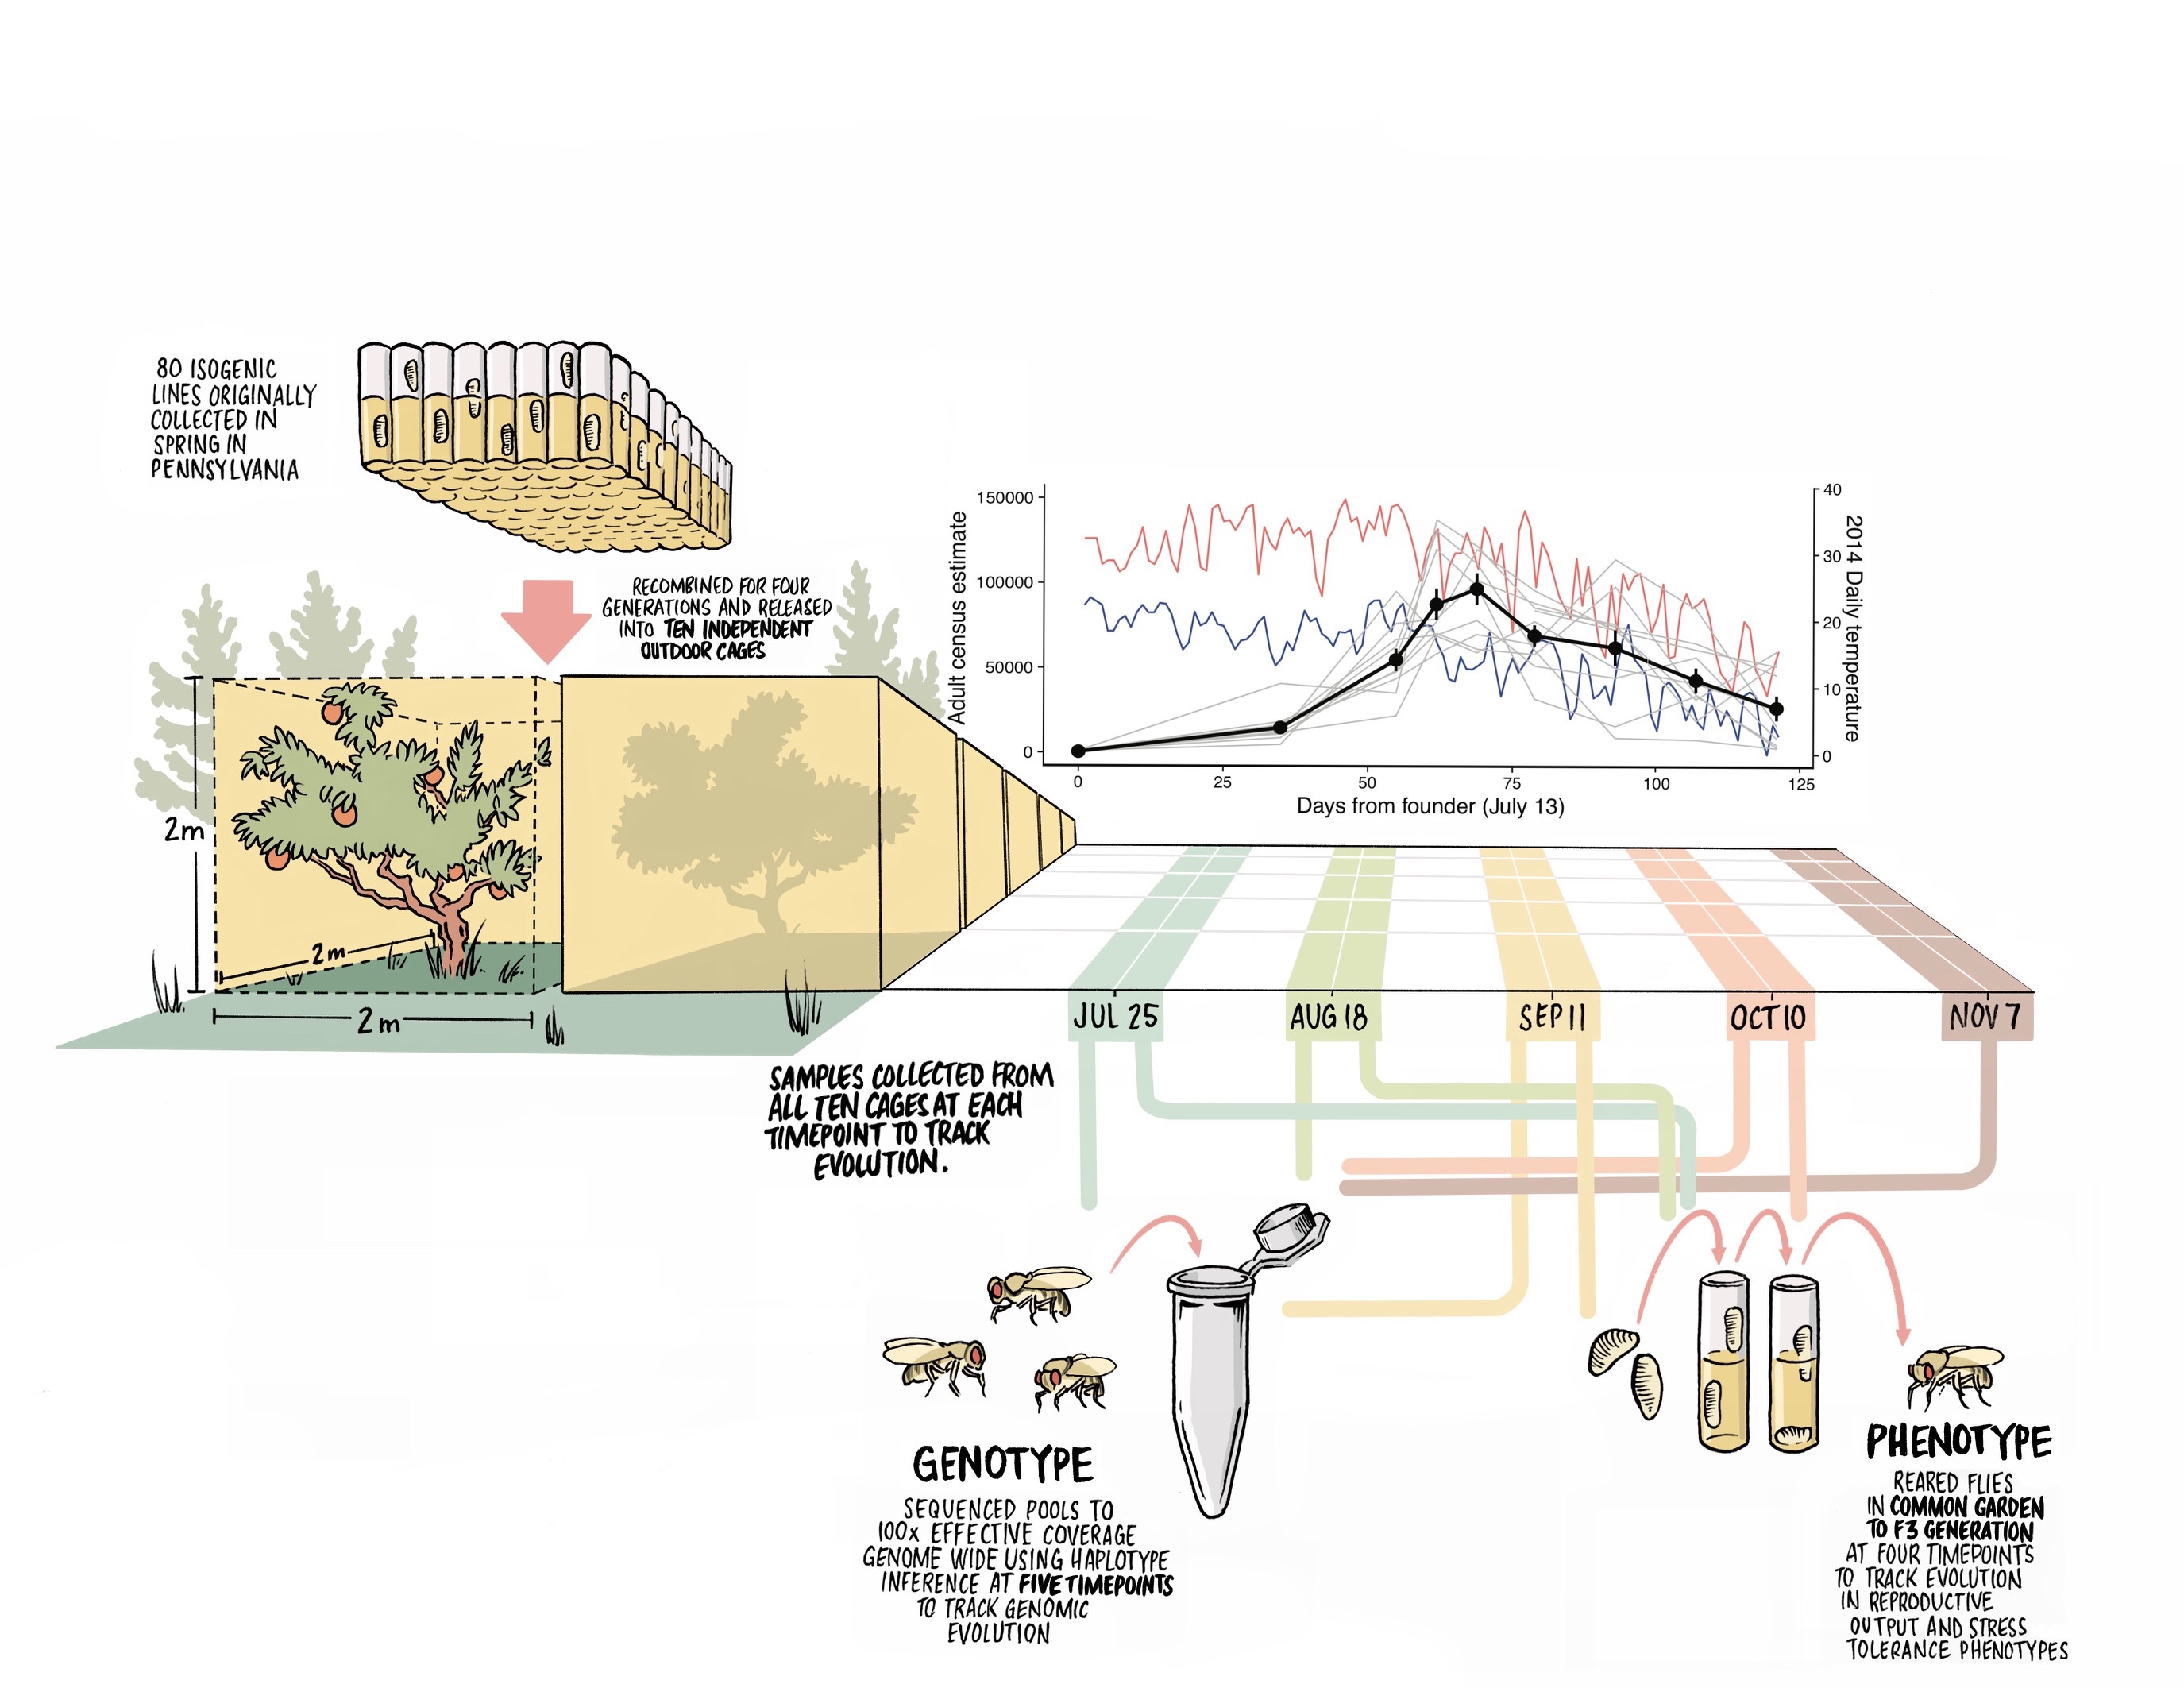 80 ISOGENIC
LINES ORIGINALLY
COLLECTED IN
SPRING IN
PENNSYLVANIA
RECOMBINED FOR FOUR
GENERATIONS AND RELEASED
INTO TEN INDEPENDENT
OUTDOOR CAGES
2m
2m
2m
Adult census estimate
150000
100000
50000
0
0
25
50
75
100
125
Days from founder (July 13)
40
30
20
10
0
2014 Daily temperature
JUL 25
AUG 18
SEP 11
OCT 10
NOV 7
SAMPLES COLLECTED FROM
ALL TEN CAGES AT EACH
TIMEPOINT TO TRACK
EVOLUTION.
GENOTYPE
SEQUENCED POOLS TO
100x EFFECTIVE COVERAGE
GENOME WIDE USING HAPLOTYPE
INFERENCE AT FIVE TIMEPOINTS
TO TRACK GENOMIC
EVOLUTION
PHENOTYPE
REARED FLIES
IN COMMON GARDEN
TO F3 GENERATION
AT FOUR TIMEPOINTS
TO TRACK EVOLUTION
IN REPRODUCTIVE
OUTPUT AND STRESS
TOLERANCE PHENOTYPES